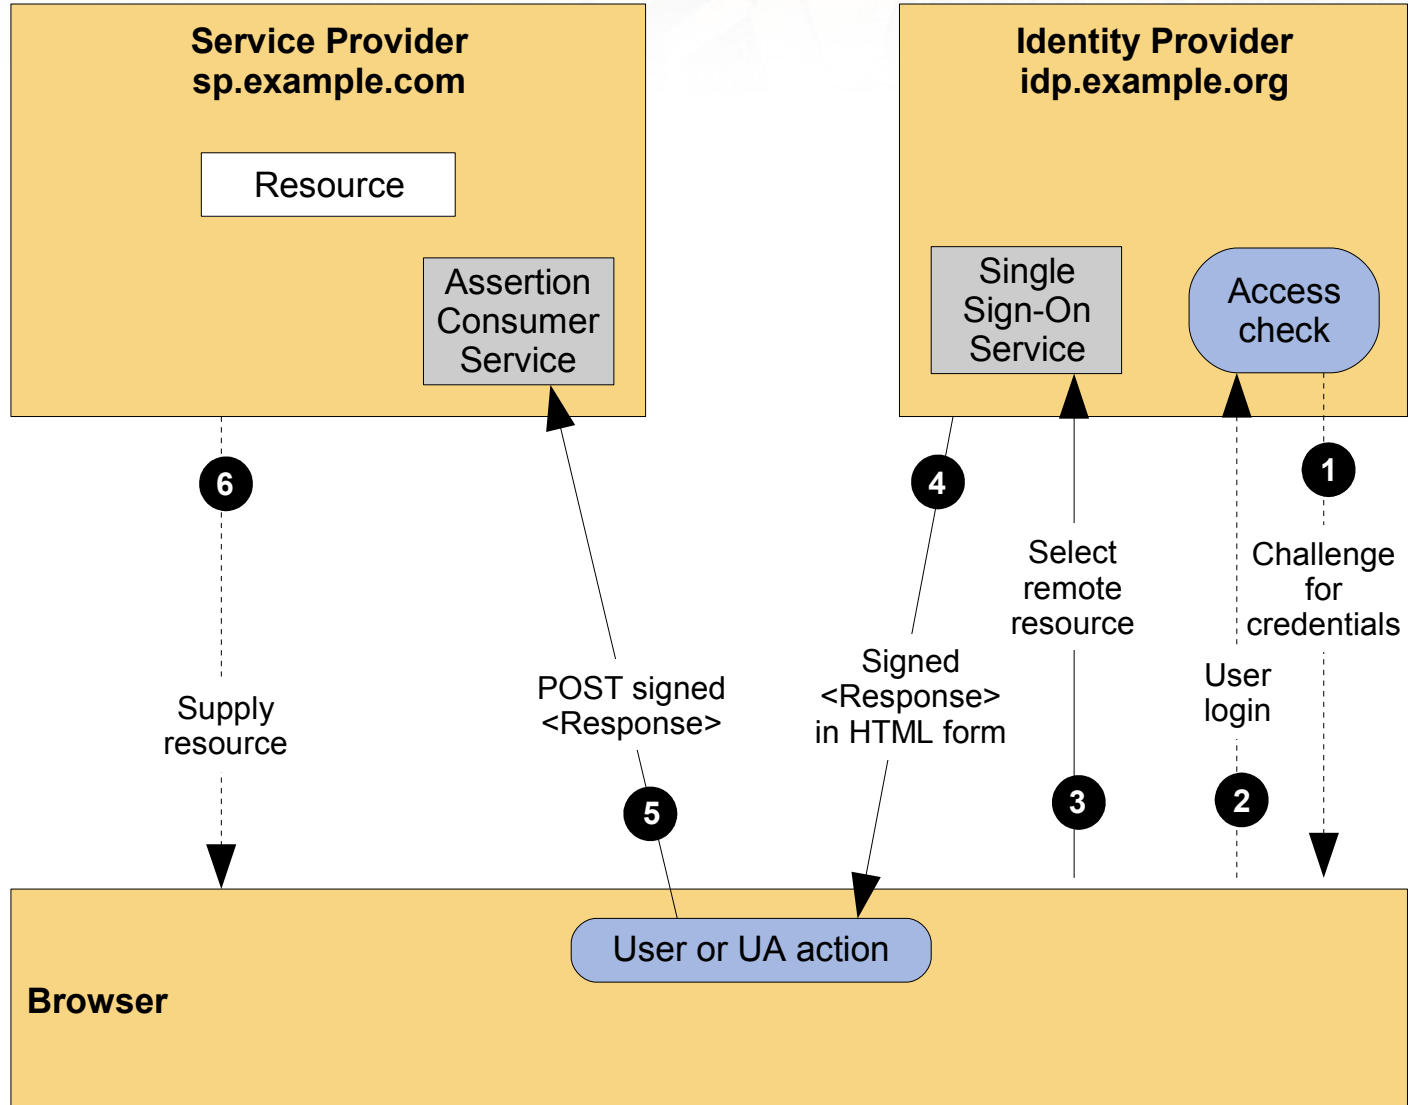 Service Provider
sp.example.com
Resource
Assertion
Consumer
Service
Identity Provider
idp.example.org
Single
Sign-On
Service
Access
check
6
4
1
Select
remote
resource
Challenge
for
credentials
Signed
<Response>
in HTML form
POST signed
<Response>
User
login
Supply
resource
5
3
2
User or UA action
Browser